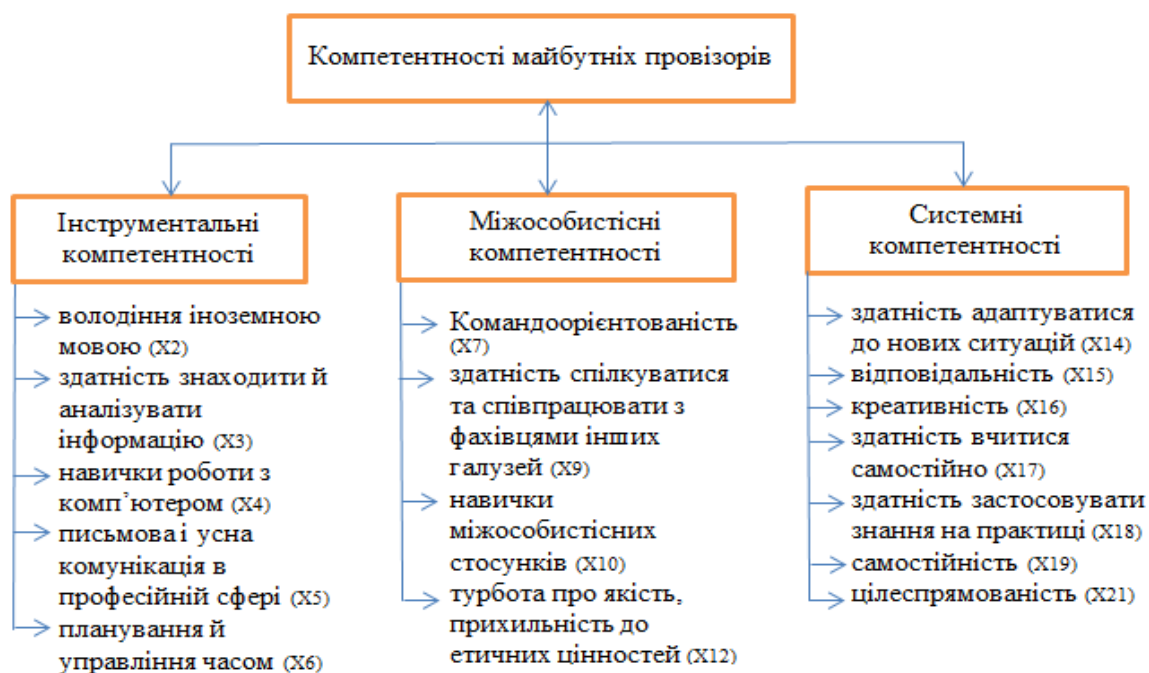 Компетентності майбутніх провізорів
Інструментальні
компетентності
володіння іноземною
мовою (X2)
здатність знаходити й
аналізувати
інформацію (X3)
навички роботи з
комп’ютером (X4)
письмова і усна
комунікація в
професійній сфері (X5)
планування й
управління часом (X6)
Міжособистісні
компетентності
Командоорієнтованість
(X7)
здатність спілкуватися
та співпрацювати з
фахівцями інших
галузей (X9)
навички
міжособистісних
стосунків (X10)
турбота про якість,
прихильність до
етичних цінностей (X12)
Системні
компетентності
здатність адаптуватися
до нових ситуацій (X14)
відповідальність (X15)
креативність (X16)
здатність вчитися
самостійно (X17)
здатність застосовувати
знання на практиці (X18)
самостійність (X19)
цілеспрямованість (X21)